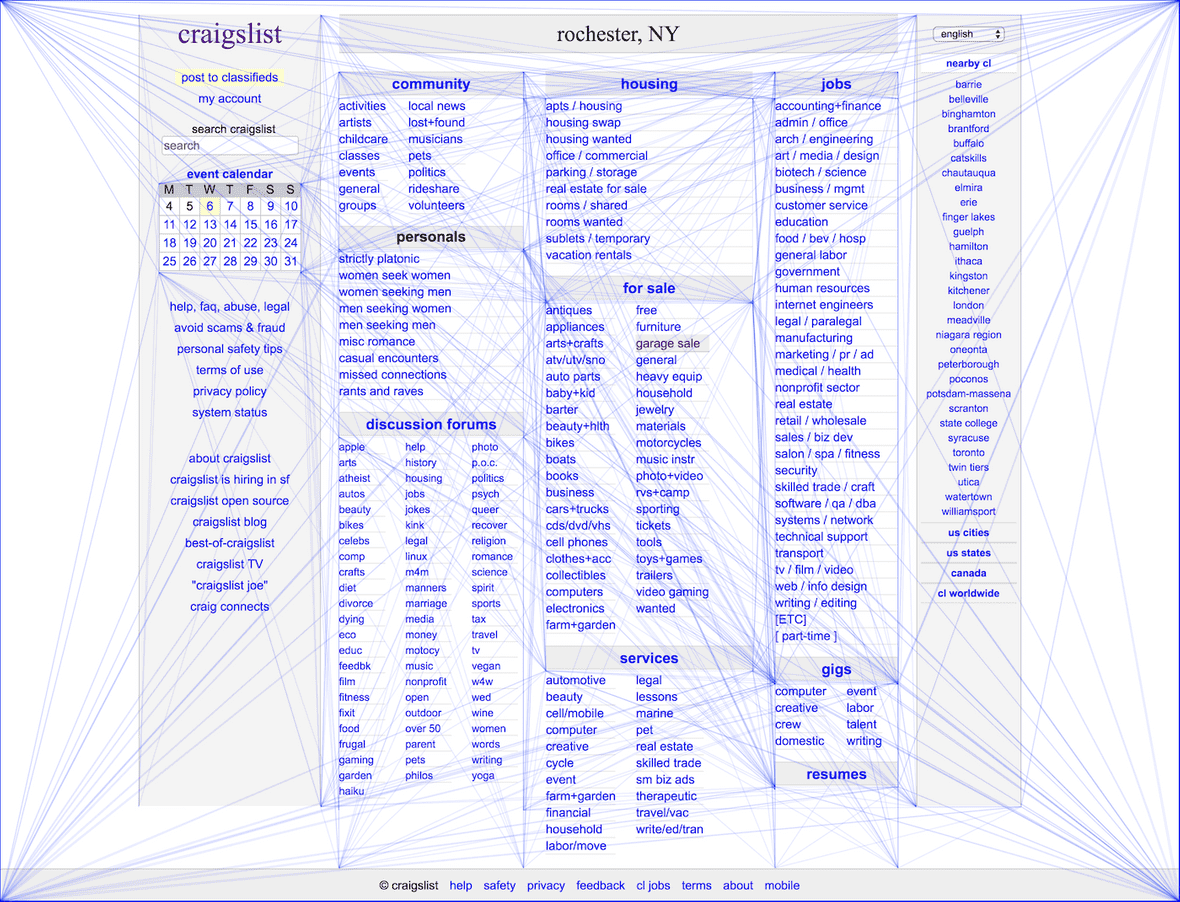 craigslist
post to classifieds
my account
search craigslist
search
event calendar
M T W T F S S
4 5 6 7 8 9 10
11 12 13 14 15 16 17
18 19 20 21 22 23 24
25 26 27 28 29 30 31
help, faq, abuse, legal
avoid scams & fraud
personal safety tips
terms of use
privacy policy
system status
about craigslist
craigslist is hiring in sf
craigslist open source
craigslist blog
best-of-craigslist
craigslist TV
"craigslist joe"
craig connects
rochester, NY
community
activities
artists
childcare
classes
events
general
groups
local news
lost+found
musicians
pets
politics
rideshare
volunteers
personals
strictly platonic
women seek women
women seeking men
men seeking women
men seeking men
misc romance
casual encounters
missed connections
rants and raves
discussion forums
apple
arts
atheist
autos
beauty
bikes
celebs
comp
crafts
diet
divorce
dying
eco
educ
feedbk
film
fitness
fixit
food
frugal
gaming
garden
haiku
help
history
housing
jobs
jokes
kink
legal
linux
m4m
manners
marriage
media
money
motocy
music
nonprofit
open
outdoor
over 50
parent
pets
philos
photo
p.o.c.
politics
psych
queer
recover
religion
romance
science
spirit
sports
tax
travel
tv
vegan
w4w
wed
wine
women
words
writing
yoga
housing
apts / housing
housing swap
housing wanted
office / commercial
parking / storage
real estate for sale
rooms / shared
rooms wanted
sublets / temporary
vacation rentals
for sale
antiques
appliances
arts+crafts
atv/utv/sno
auto parts
baby+kid
barter
beauty+hlth
bikes
boats
books
business
cars+trucks
cds/dvd/vhs
cell phones
clothes+acc
collectibles
computers
electronics
farm+garden
free
furniture
garage sale
general
heavy equip
household
jewelry
materials
motorcycles
music instr
photo+video
rvs+camp
sporting
tickets
tools
toys+games
trailers
video gaming
wanted
services
automotive
beauty
cell/mobile
computer
creative
cycle
event
farm+garden
financial
household
labor/move
legal
lessons
marine
pet
real estate
skilled trade
sm biz ads
therapeutic
travel/vac
write/ed/tran
jobs
accounting+finance
admin / office
arch / engineering
art / media / design
biotech / science
business / mgmt
customer service
education
food / bev / hosp
general labor
government
human resources
internet engineers
legal / paralegal
manufacturing
marketing / pr / ad
medical / health
nonprofit sector
real estate
retail / wholesale
sales / biz dev
salon / spa / fitness
security
skilled trade / craft
software / qa / dba
systems / network
technical support
transport
tv / film / video
web / info design
writing / editing
[ETC]
[ part-time ]
gigs
computer
creative
crew
domestic
event
labor
talent
writing
resumes
english
nearby cl
barrie
belleville
binghamton
brantford
buffalo
catskills
chautauqua
elmira
erie
finger lakes
guelph
hamilton
ithaca
kingston
kitchener
london
meadville
niagara region
oneonta
peterborough
poconos
potsdam-massena
scranton
state college
syracuse
toronto
twin tiers
utica
watertown
williamsport
us cities
us states
canada
cl worldwide
© craigslist help safety privacy feedback cl jobs terms about mobile